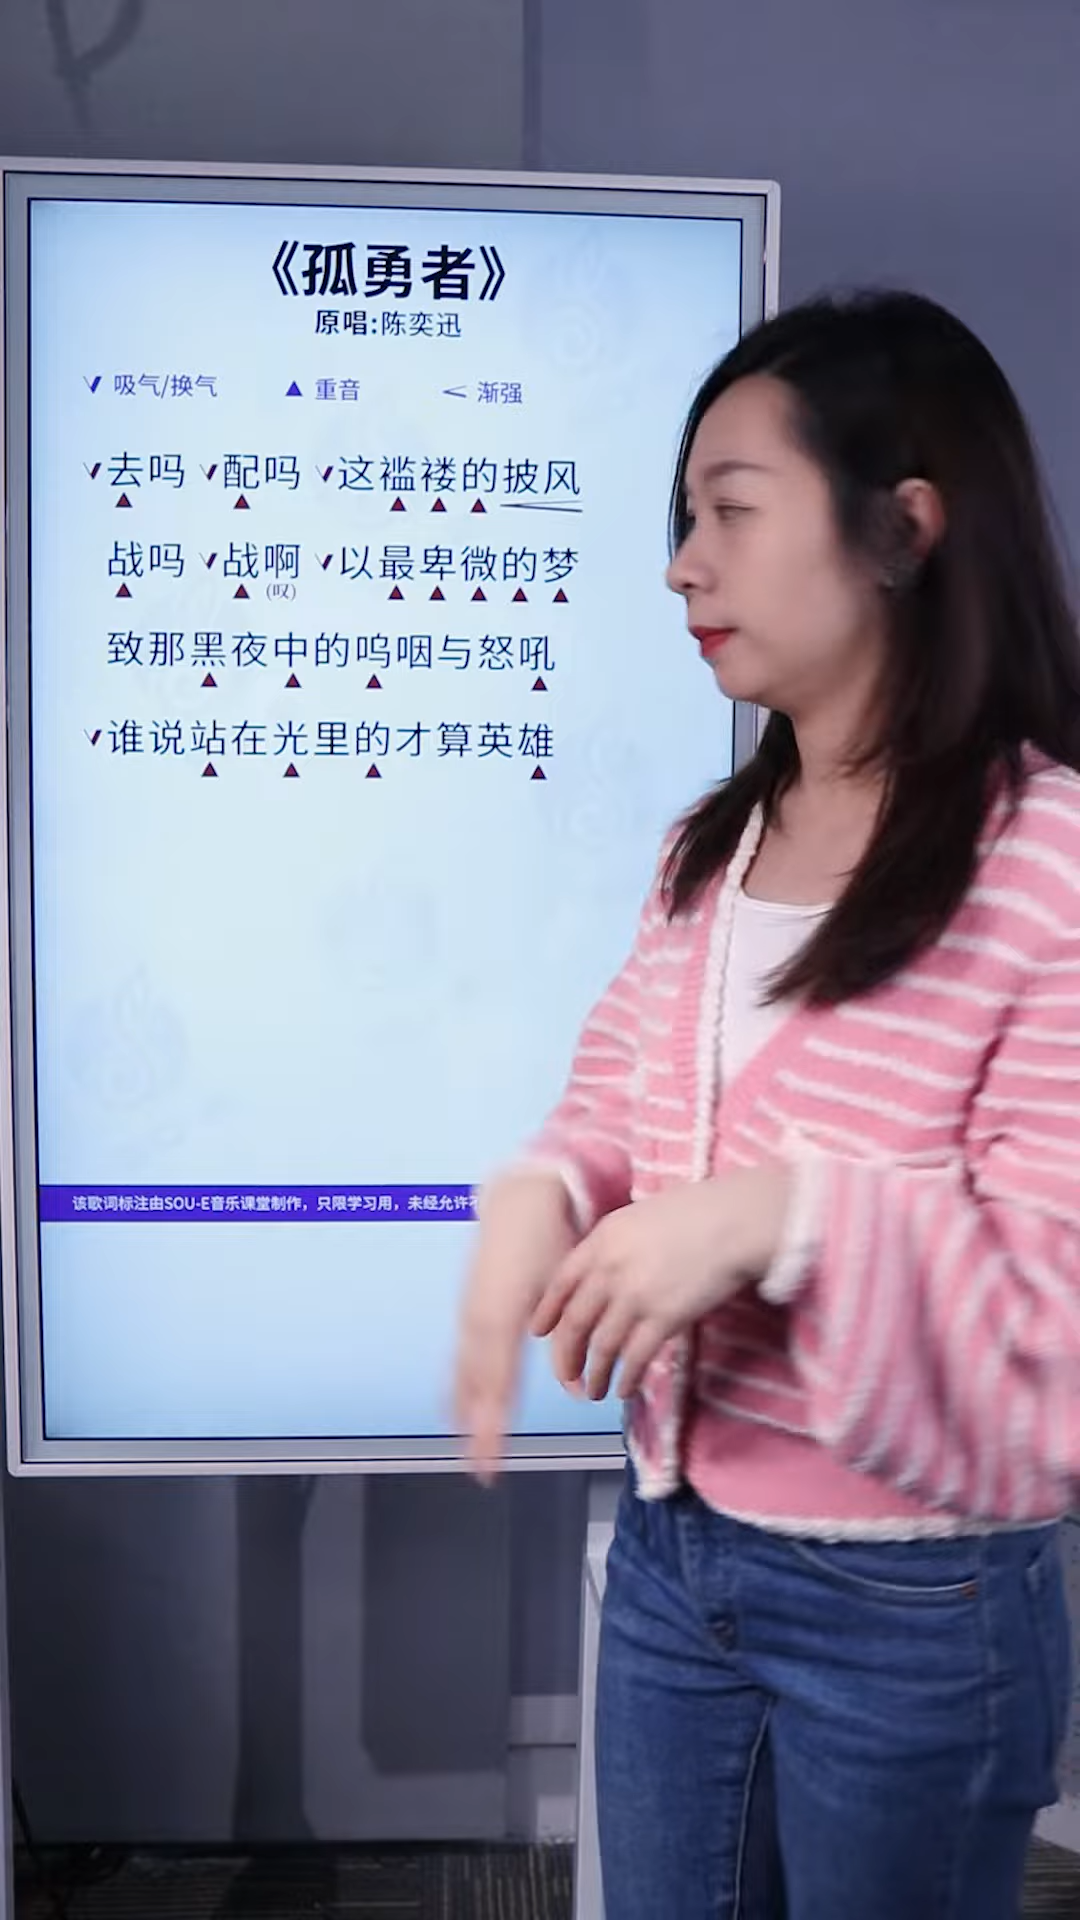 《孤勇者》
原唱:陈奕迅
吸气/换气 重音 渐强
去吗 配吗 这褴褛的披风
战吗 战啊 以最卑微的梦
(叹)
致那黑夜中的呜咽与怒吼
谁说站在光里的才算英雄
该歌词标注由SOU-E音乐课堂制作，只限学习用，未经允许不